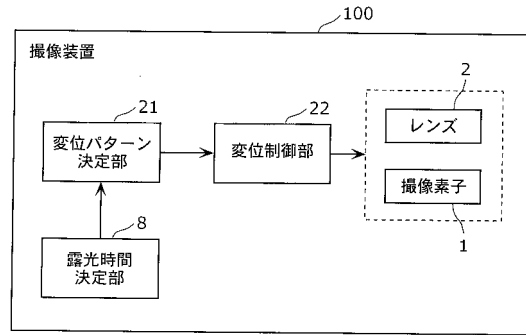 100
撮像装置
21
変位パターン
決定部
22
変位制御部
2
レンズ
撮像素子
1
8
露光時間
決定部